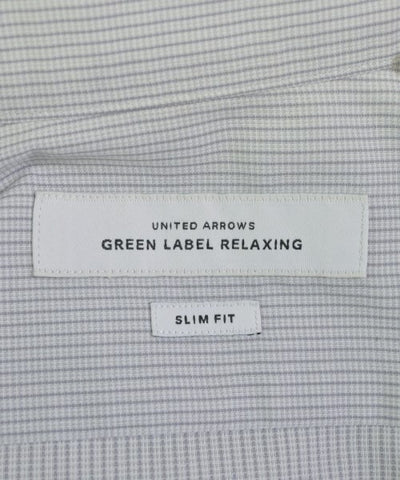 UNITED ARROWS
GREEN LABEL RELAXING
SLIM FIT